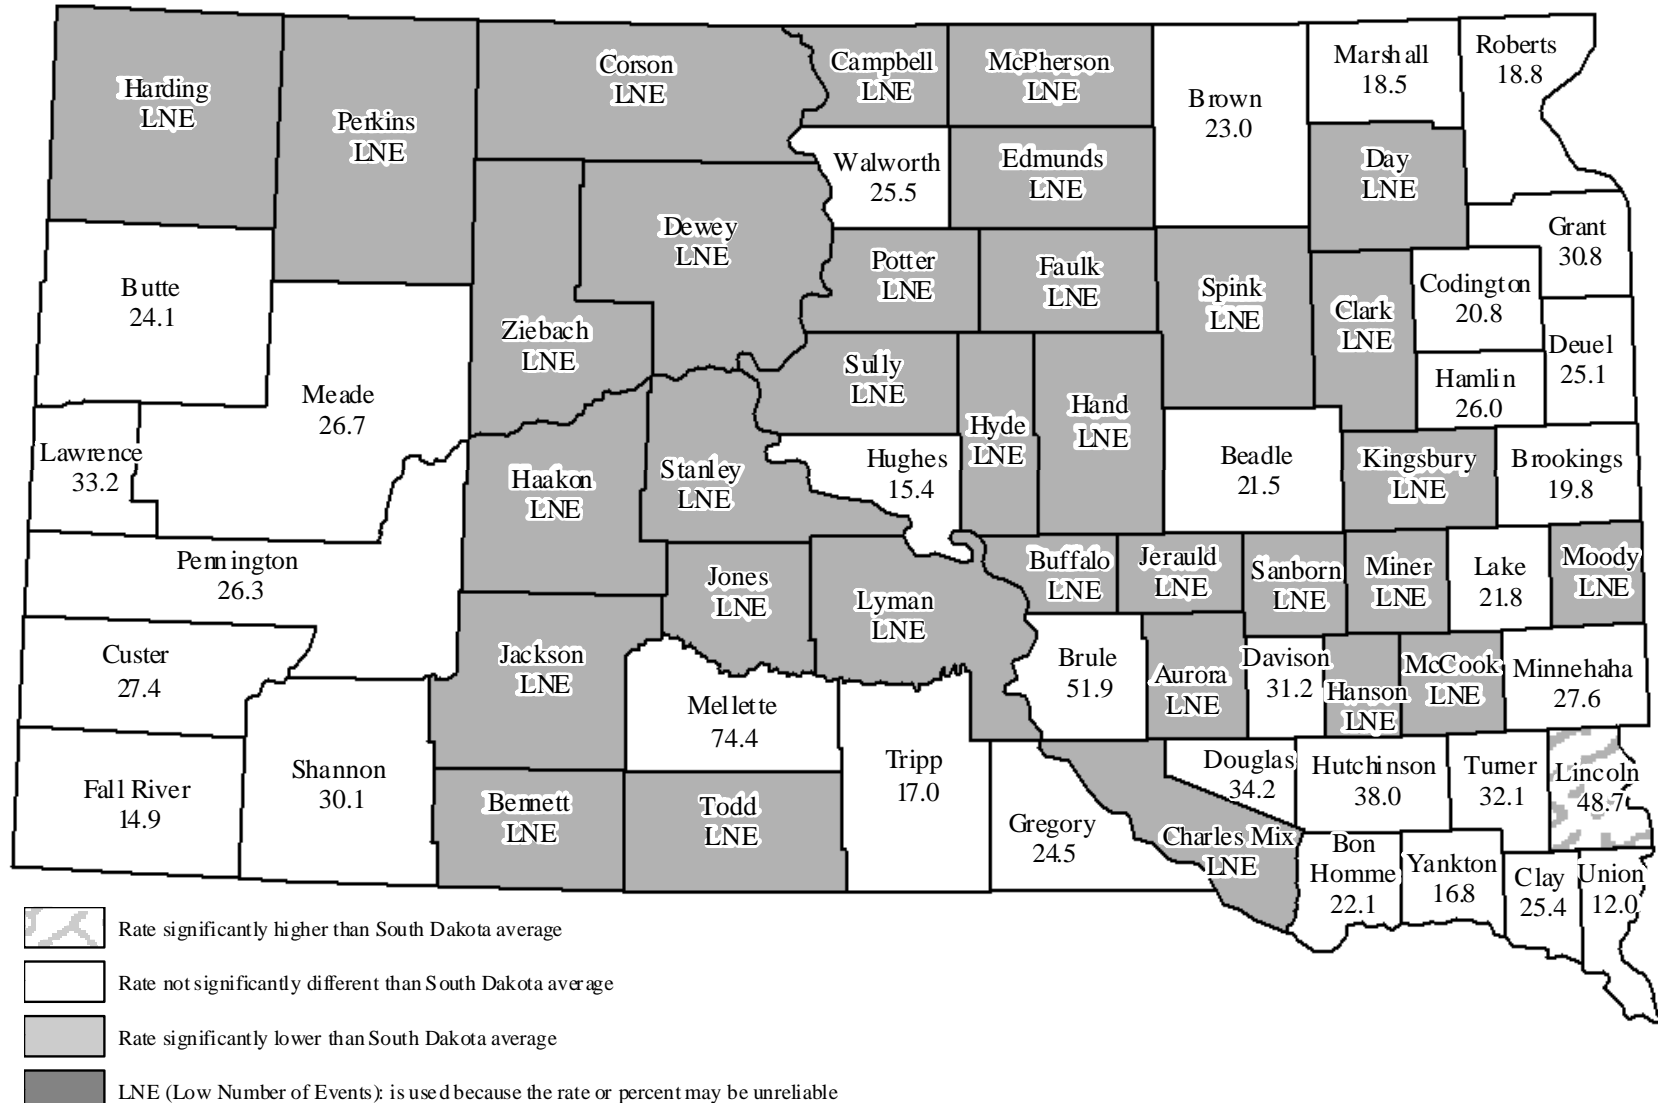 Harding
LNE
Perkins
LNE
Corson
LNE
Campbell
LNE
McPherson
LNE
Brown
23.0
Marshall
18.5
Roberts
18.8
Walworth
25.5
Edmunds
LNE
Day
LNE
Dewey
LNE
Grant
30.8
Butte
24.1
Ziebach
LNE
Potter
LNE
Faulk
LNE
Spink
LNE
Clark
LNE
Codington
20.8
Deuel
25.1
Meade
26.7
Sully
LNE
Hyde
LNE
Hand
LNE
Hamlin
26.0
Lawrence
33.2
Haakon
LNE
Stanley
LNE
Hughes
15.4
Beadle
21.5
Kingsbury
LNE
Brookings
19.8
Pennington
26.3
Jones
LNE
Lyman
LNE
Buffalo
LNE
Jerauld
LNE
Sanborn
LNE
Miner
LNE
Lake
21.8
Moody
LNE
Custer
27.4
Jackson
LNE
Mellette
74.4
Brule
51.9
Aurora
LNE
Davison
31.2
Hanson
LNE
McCook
LNE
Minnehaha
27.6
Fall River
14.9
Shannon
30.1
Bennett
LNE
Todd
LNE
Tripp
17.0
Gregory
24.5
Charles Mix
LNE
Douglas
34.2
Hutchinson
38.0
Turner
32.1
Lincoln
48.7
Bon
Homme
22.1
Yankton
16.8
Clay
25.4
Union
12.0
Rate significantly higher than South Dakota average
Rate not significantly different than South Dakota average
Rate significantly lower than South Dakota average
LNE (Low Number of Events): is used because the rate or percent may be unreliable